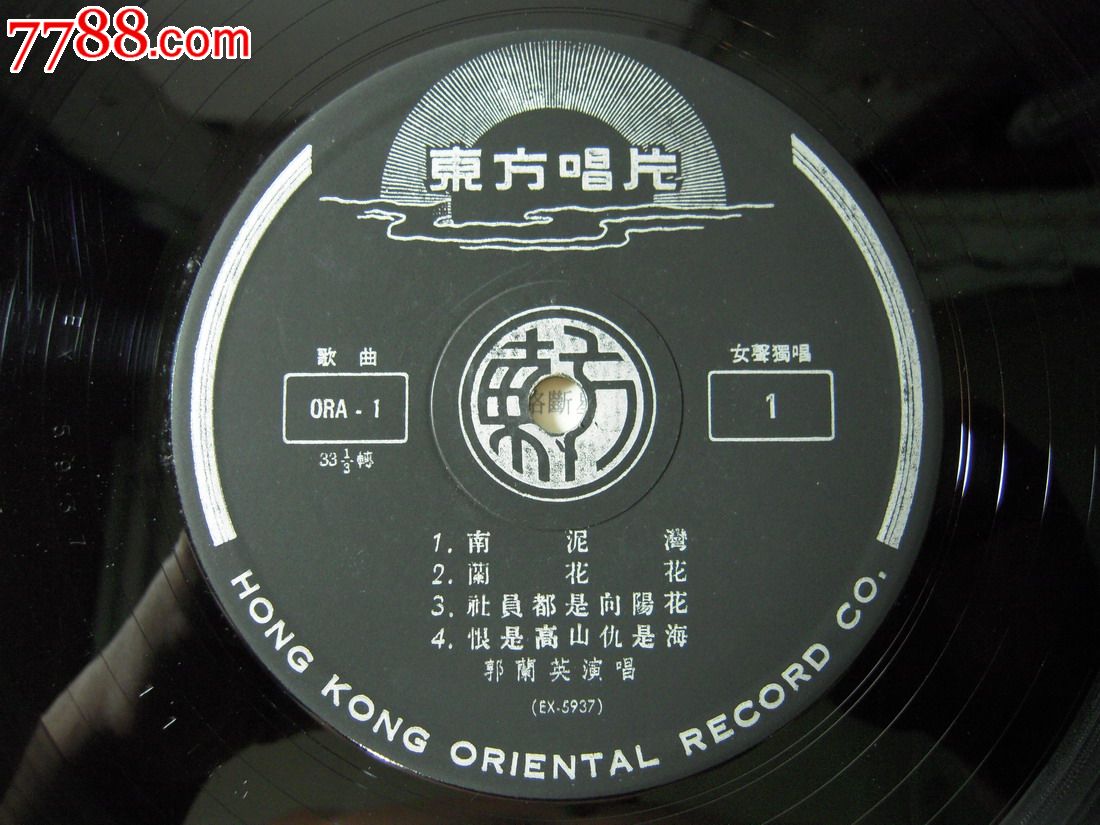 7788.com
東方唱片
歌曲
ORA - 1
33 1/3 轉
女聲獨唱
1
1. 南泥灣
2. 蘭花花
3. 社員都是向陽花
4. 恨是高山仇是海
郭蘭英演唱
(EX-5937)
HONG KONG ORIENTAL RECORD CO.